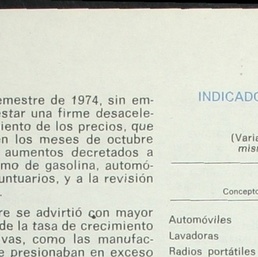 emestre de 1974, sin em-
estar una firme desacele-
iento de los precios, que
en los meses de octubre
aumentos decretados a
mo de gasolina, automó-
untuarios, y a la revisión
.
re se advirtió con mayor
de la tasa de crecimiento
vas, como las manufac-
e presionaban en exceso
INDICADO
(Varia
mism
Concepto
Automóviles
Lavadoras
Radios portátiles